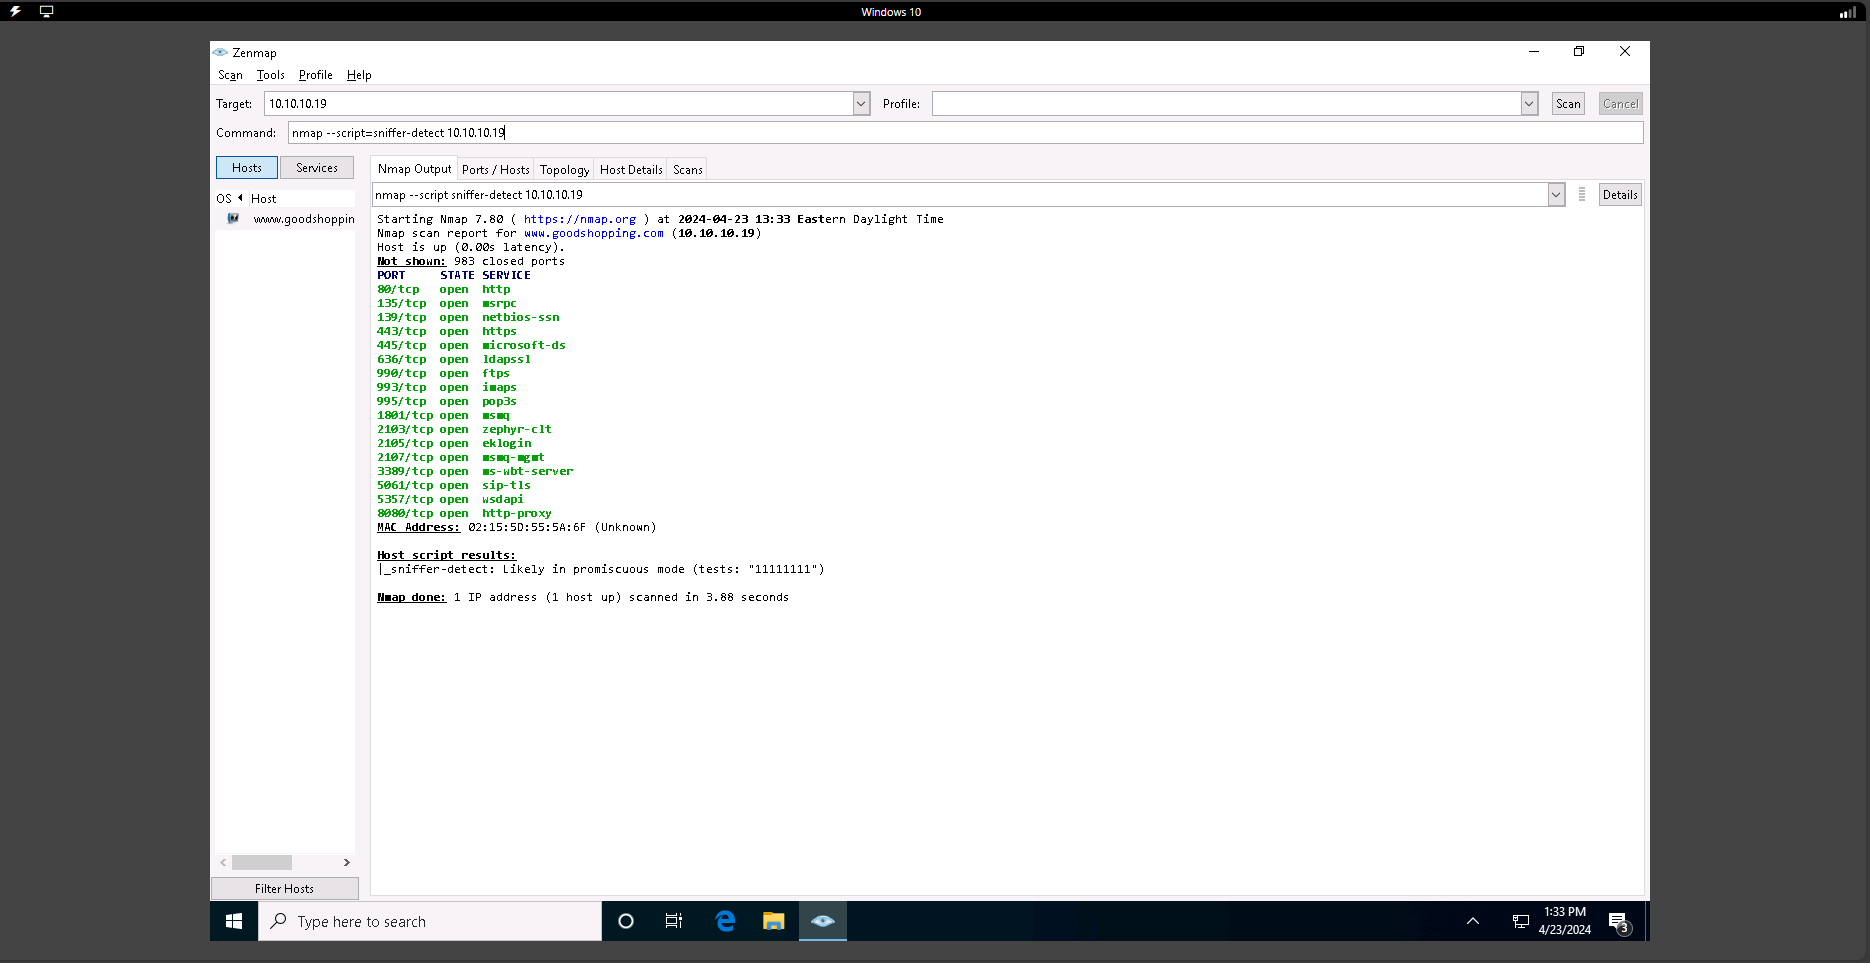 Windows 10
Zenmap
Scan Tools Profile Help
Target: 10.10.10.19 Profile: Scan Cancel
Command: nmap --script=sniffer-detect 10.10.10.19
Hosts Services
Nmap Output Ports / Hosts Topology Host Details Scans
nmap --script sniffer-detect 10.10.10.19 Details
OS Host
www.goodshoppin
Starting Nmap 7.80 ( https://nmap.org ) at 2024-04-23 13:33 Eastern Daylight Time
Nmap scan report for www.goodshopping.com (10.10.10.19)
Host is up (0.00s latency).
Not shown: 983 closed ports
PORT STATE SERVICE
80/tcp open http
135/tcp open msrpc
139/tcp open netbios-ssn
443/tcp open https
445/tcp open microsoft-ds
636/tcp open ldapssl
990/tcp open ftps
993/tcp open imaps
995/tcp open pop3s
1801/tcp open msmq
2103/tcp open zephyr-clt
2105/tcp open eklogin
2107/tcp open msmq-mgmt
3389/tcp open ms-wbt-server
5061/tcp open sip-tls
5357/tcp open wsdapi
8080/tcp open http-proxy
MAC Address: 02:15:5D:55:5A:6F (Unknown)
Host script results:
|_sniffer-detect: Likely in promiscuous mode (tests: "11111111")
Nmap done: 1 IP address (1 host up) scanned in 3.88 seconds
Filter Hosts
Type here to search
1:33 PM
4/23/2024
3